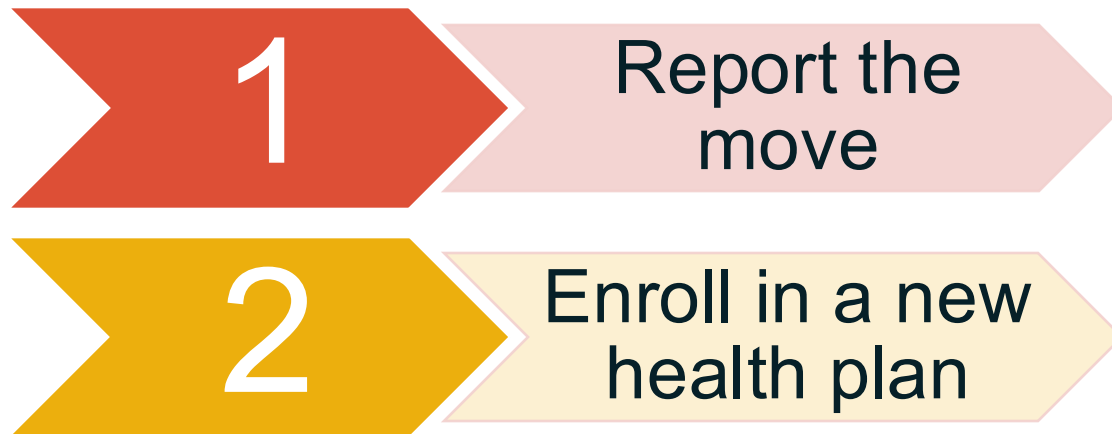 1
Report the
move
2
Enroll in a new
health plan